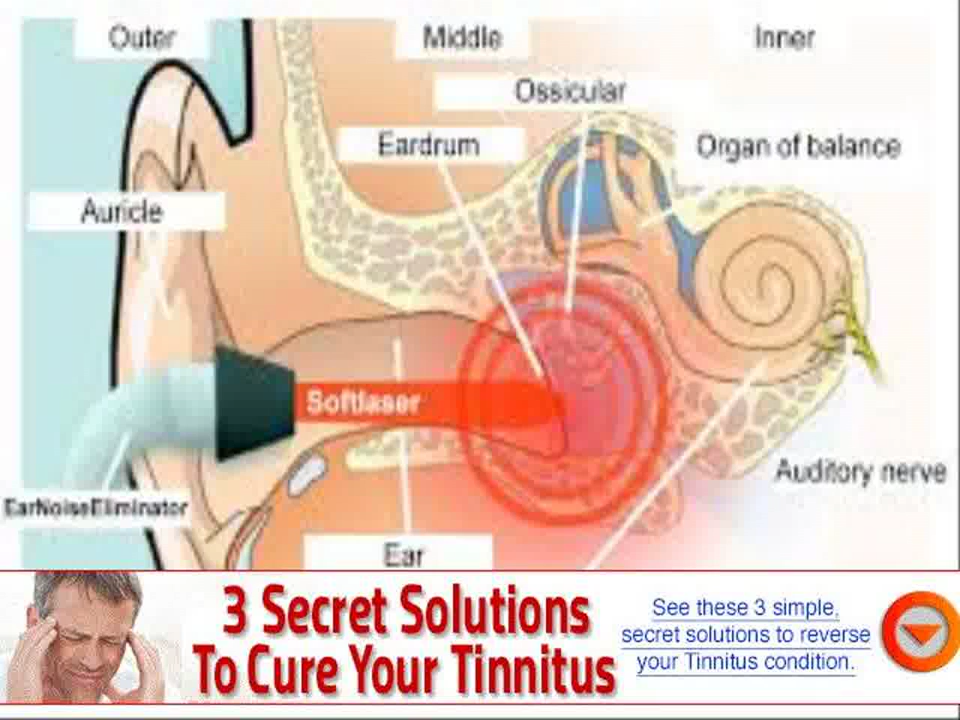 Outer
Middle
Inner
Ossicular
Eardrum
Organ of balance
Auricle
Softlaser
Auditory nerve
EarNoiseEliminator
Ear
3 Secret Solutions
To Cure Your Tinnitus
See these 3 simple,
secret solutions to reverse
your Tinnitus condition.